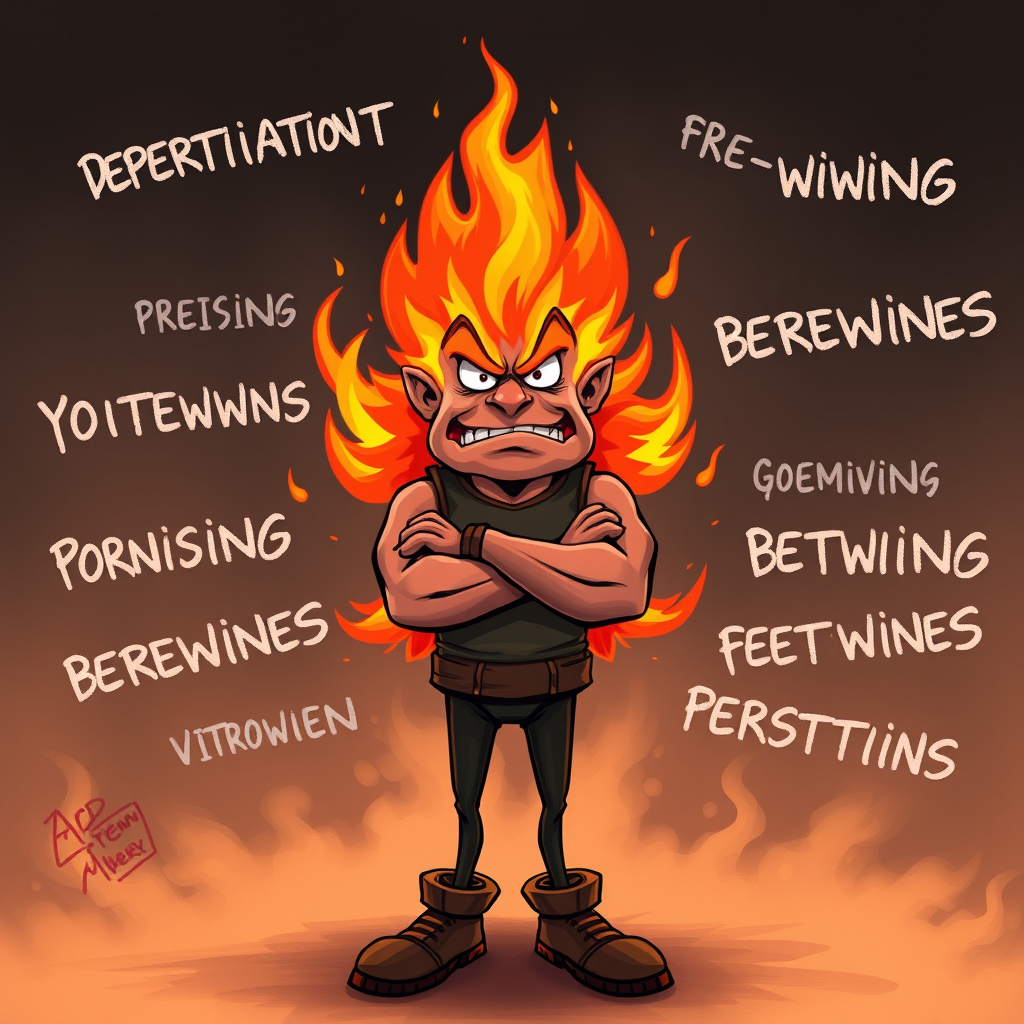 DEPERTIIATIONT
FRE-WIWING
PREISING
BEREWINES
YOITEWWNS
GOEMIVING
PORNISING
BETWIING
BEREWINES
FEETWINES
VITROWIEN
PERSTTIINS